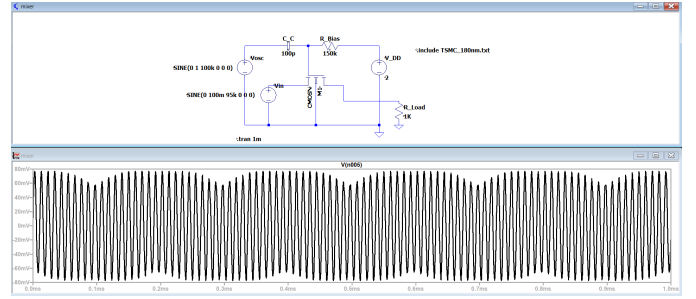 mixer
C_C
100p
R_Bias
150k
.include TSMC_180nm.txt
Vosc
SINE(0 1 100k 0 0 0)
V_DD
2
Vin
SINE(0 100m 95k 0 0 0)
CMOSN
M1
R_Load
1K
.tran 1m
mixer
V(n005)
80mV
60mV
40mV
20mV
0mV
-20mV
-40mV
-60mV
-80mV
0.0ms 0.1ms 0.2ms 0.3ms 0.4ms 0.5ms 0.6ms 0.7ms 0.8ms 0.9ms 1.0ms